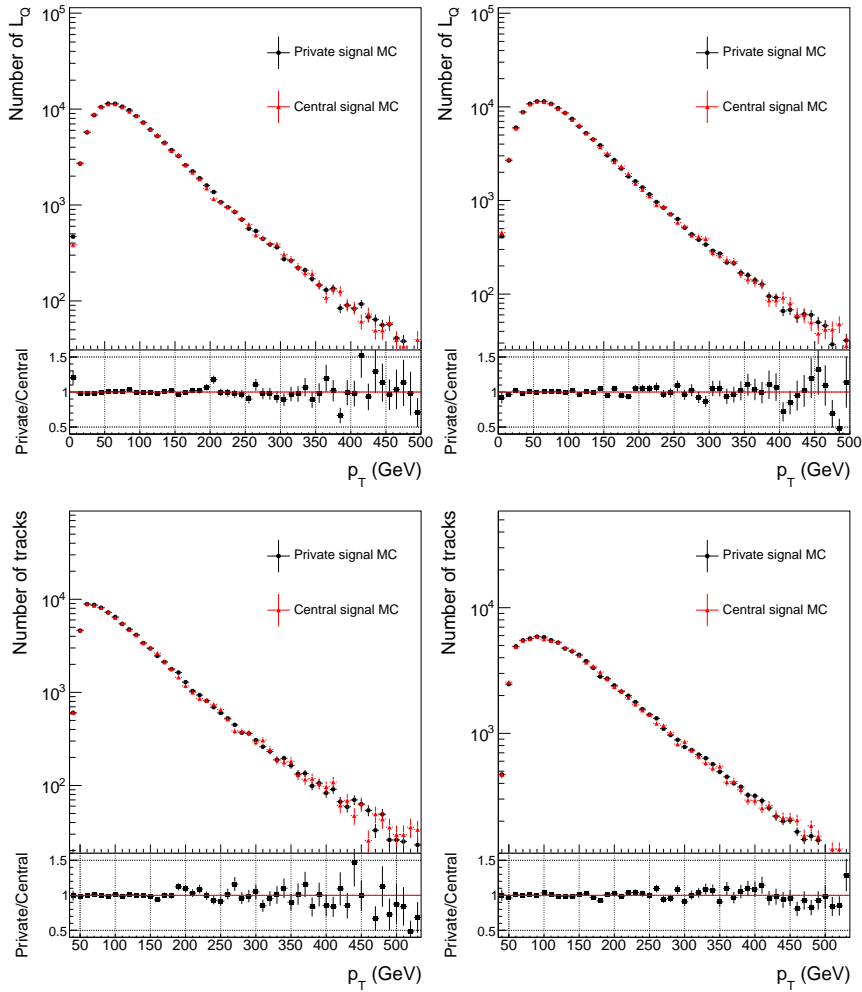 Number of L_Q
10^5
10^4
10^3
10^2
Private signal MC
Central signal MC
Private/Central
1.5
1
0.5
0 50 100 150 200 250 300 350 400 450 500
p_T (GeV)
Number of L_Q
10^5
10^4
10^3
10^2
Private signal MC
Central signal MC
Private/Central
1.5
1
0.5
0 50 100 150 200 250 300 350 400 450 500
p_T (GeV)
Number of tracks
10^4
10^3
10^2
Private signal MC
Central signal MC
Private/Central
1.5
1
0.5
50 100 150 200 250 300 350 400 450 500
p_T (GeV)
Number of tracks
10^4
10^3
Private signal MC
Central signal MC
Private/Central
1.5
1
0.5
50 100 150 200 250 300 350 400 450 500
p_T (GeV)